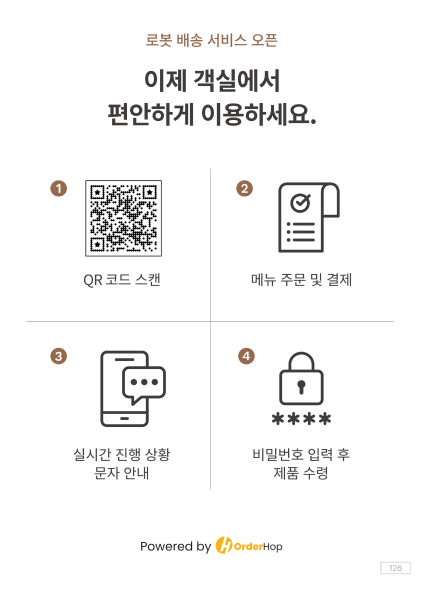 로봇 배송 서비스 오픈
이제 객실에서
편안하게 이용하세요.
1
QR 코드 스캔
2
메뉴 주문 및 결제
3
실시간 진행 상황
문자 안내
4
****
비밀번호 입력 후
제품 수령
Powered by OrderHop
126